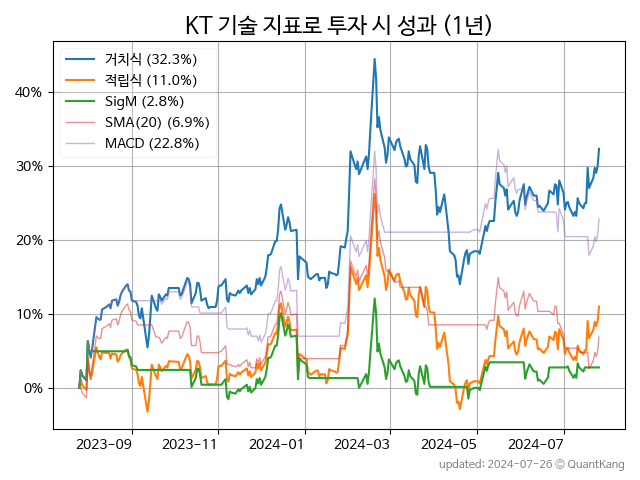 KT 기술 지표로 투자 시 성과 (1년)
거치식 (32.3%)
적립식 (11.0%)
SigM (2.8%)
SMA(20) (6.9%)
MACD (22.8%)
40%
30%
20%
10%
0%
2023-09 2023-11 2024-01 2024-03 2024-05 2024-07
updated: 2024-07-26 © QuantKang